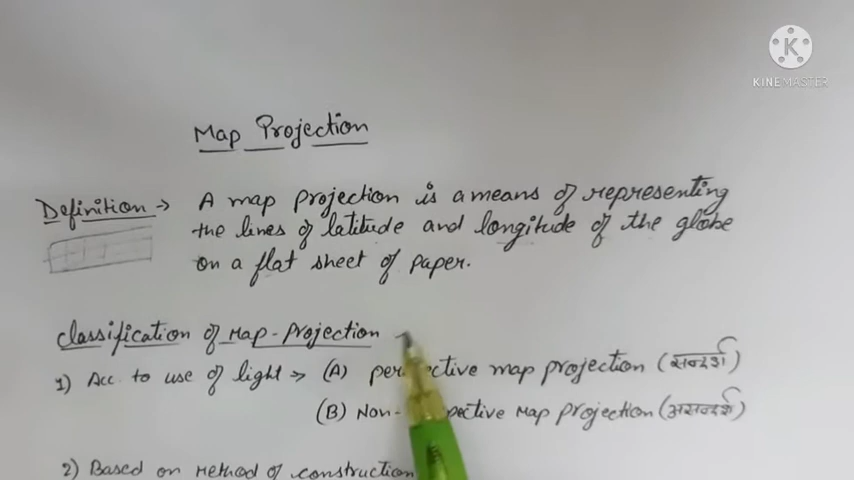 KINEMASTER
Map Projection
Definition → A map projection is a means of representing
the lines of latitude and longitude of the globe
on a flat sheet of paper.
classification of Map-Projection →
1) Acc. to use of light → (A) perspective map projection (सन्दर्श)
(B) Non- pective Map Projection (असन्दर्श)
2) Based on method of construction